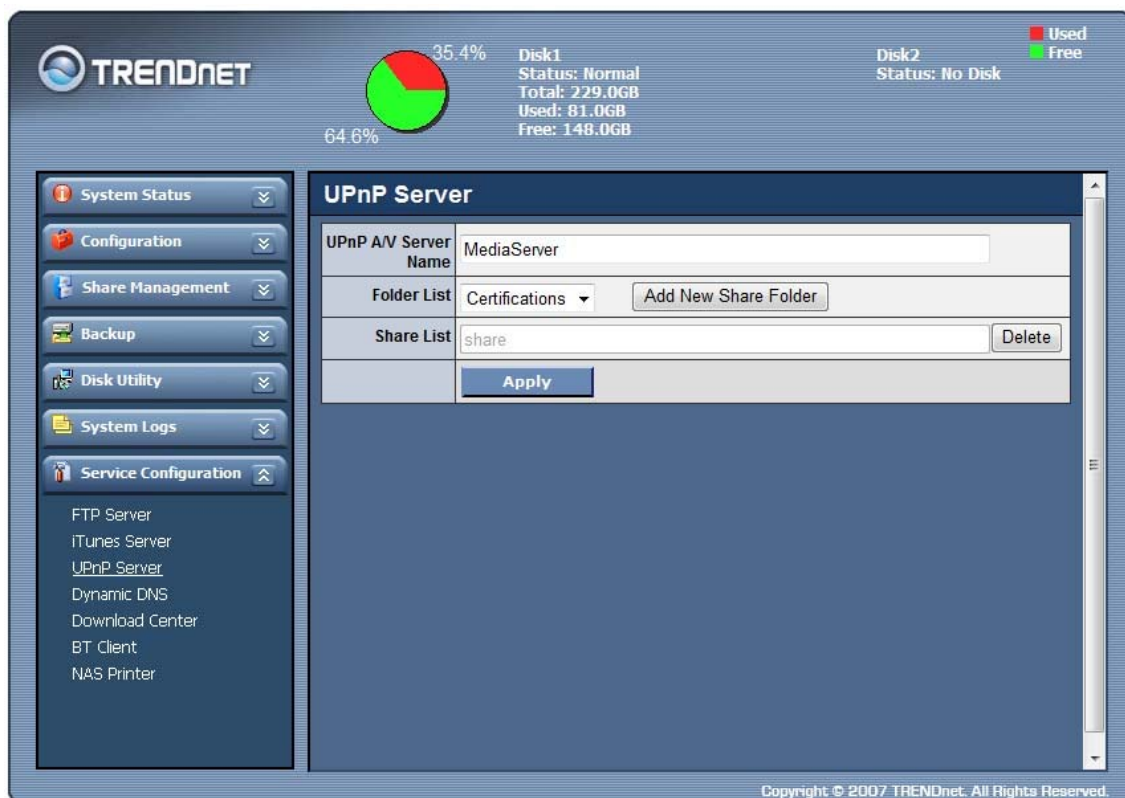 TRENDNET
35.4%
64.6%
Disk1
Status: Normal
Total: 229.0GB
Used: 81.0GB
Free: 148.0GB
Disk2
Status: No Disk
Used
Free
System Status
Configuration
Share Management
Backup
Disk Utility
System Logs
Service Configuration
FTP Server
iTunes Server
UPnP Server
Dynamic DNS
Download Center
BT Client
NAS Printer
UPnP Server
UPnP A/V Server
Name
MediaServer
Folder List
Certifications
Add New Share Folder
Share List
share
Delete
Apply
Copyright © 2007 TRENDnet. All Rights Reserved.